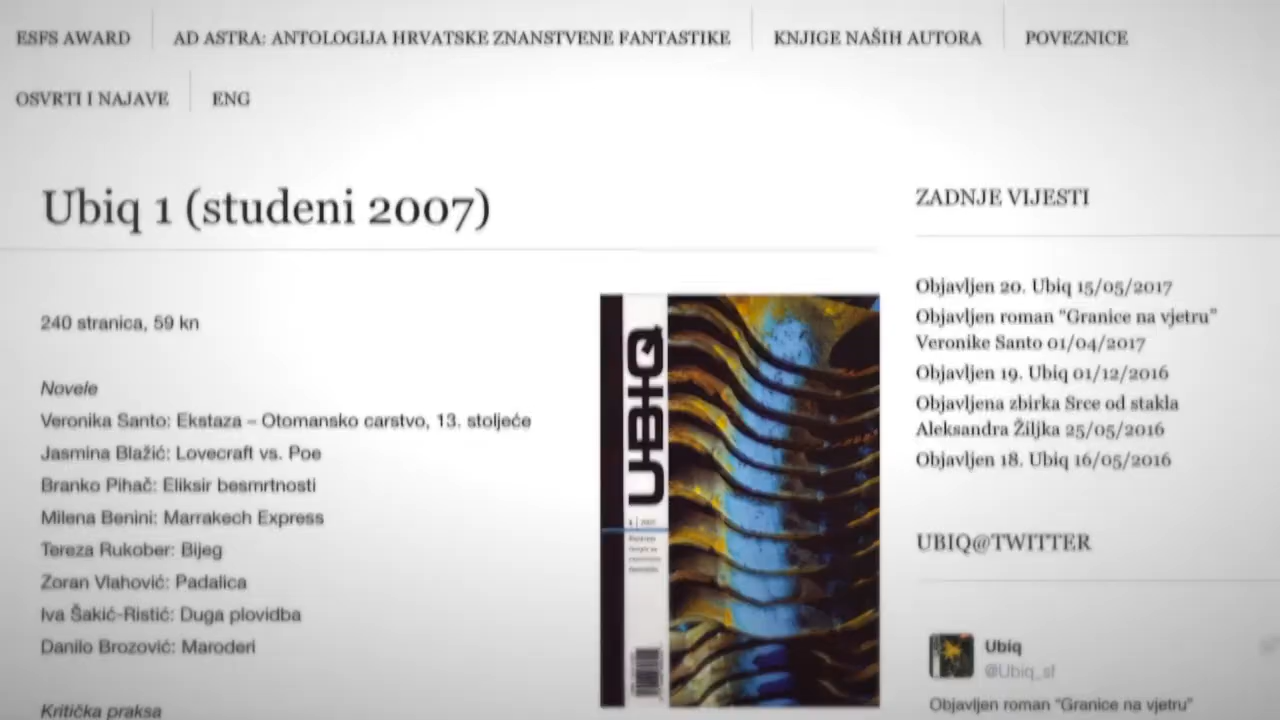 ESFS AWARD
AD ASTRA: ANTOLOGIJA HRVATSKE ZNANSTVENE FANTASTIKE
KNJIGE NAŠIH AUTORA
POVEZNICE
OSVRTI I NAJAVE
ENG
Ubiq 1 (studeni 2007)
240 stranica, 59 kn
Novele
Veronika Santo: Ekstaza – Otomansko carstvo, 13. stoljeće
Jasmina Blažić: Lovecraft vs. Poe
Branko Pihač: Eliksir besmrtnosti
Milena Benini: Marrakech Express
Tereza Rukober: Bijeg
Zoran Vlahović: Padalica
Iva Šakić-Ristić: Duga plovidba
Danilo Brozović: Maroderi
Kritička praksa
UBIQ
1 | 2007
ZADNJE VIJESTI
Objavljen 20. Ubiq 15/05/2017
Objavljen roman “Granice na vjetru”
Veronike Santo 01/04/2017
Objavljen 19. Ubiq 01/12/2016
Objavljena zbirka Srce od stakla
Aleksandra Žiljka 25/05/2016
Objavljen 18. Ubiq 16/05/2016
UBIQ@TWITTER
Ubiq
@Ubiq_sf
Objavljen roman “Granice na vjetru”